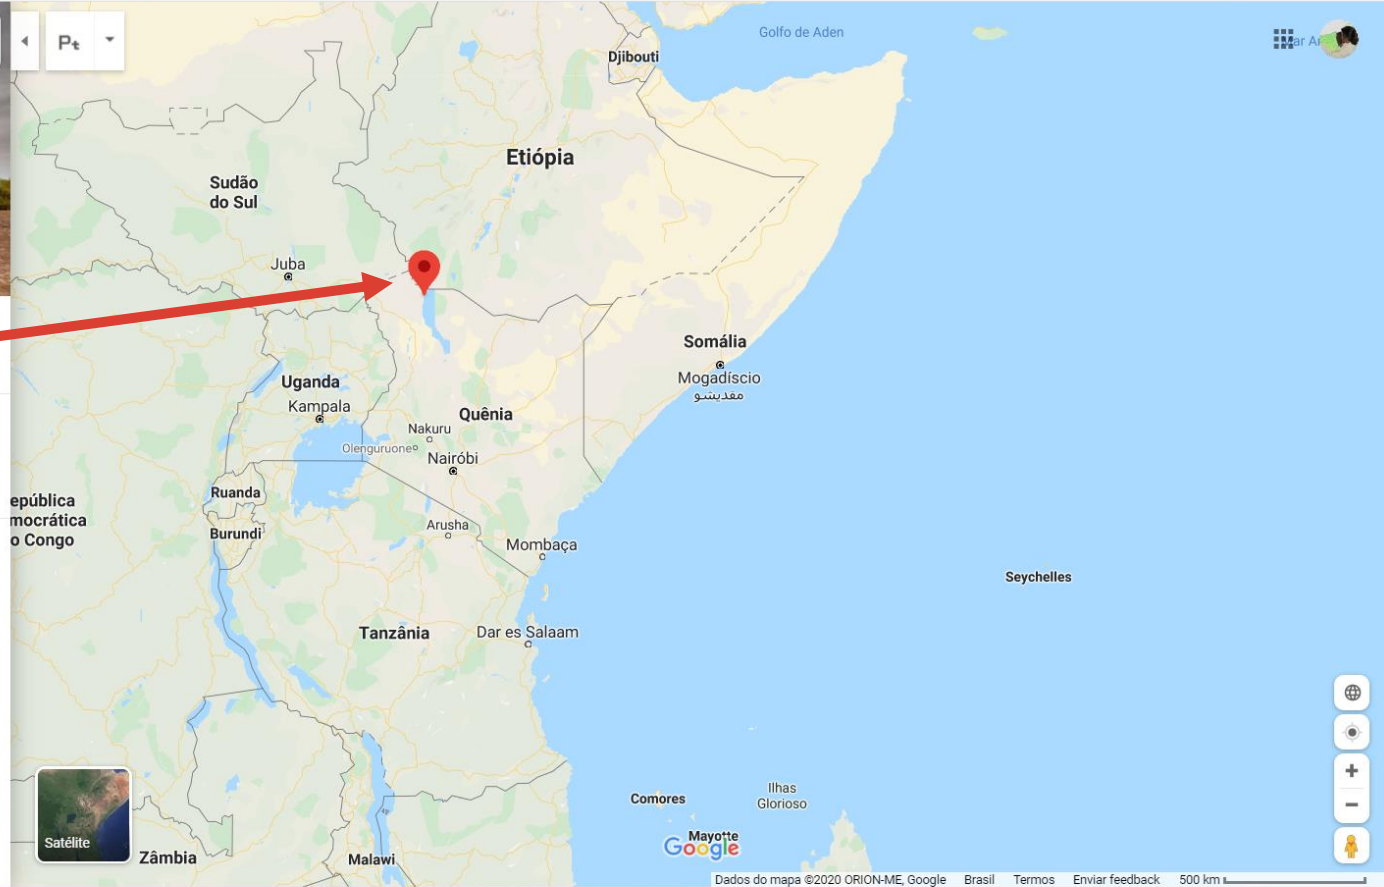 Golfo de Aden
Djibouti
Etiópia
Sudão
do Sul
Juba
Somália
Mogadíscio
مقديشو
Uganda
Kampala
Quênia
Nakuru
Olenguruone
Nairóbi
Ruanda
epública
mocrática
o Congo
Burundi
Arusha
Mombaça
Seychelles
Tanzânia
Dar es Salaam
Ilhas
Glorioso
Comores
Mayotte
Google
Satélite
Zâmbia
Malawi
Dados do mapa ©2020 ORION-ME, Google Brasil Termos Enviar feedback 500 km